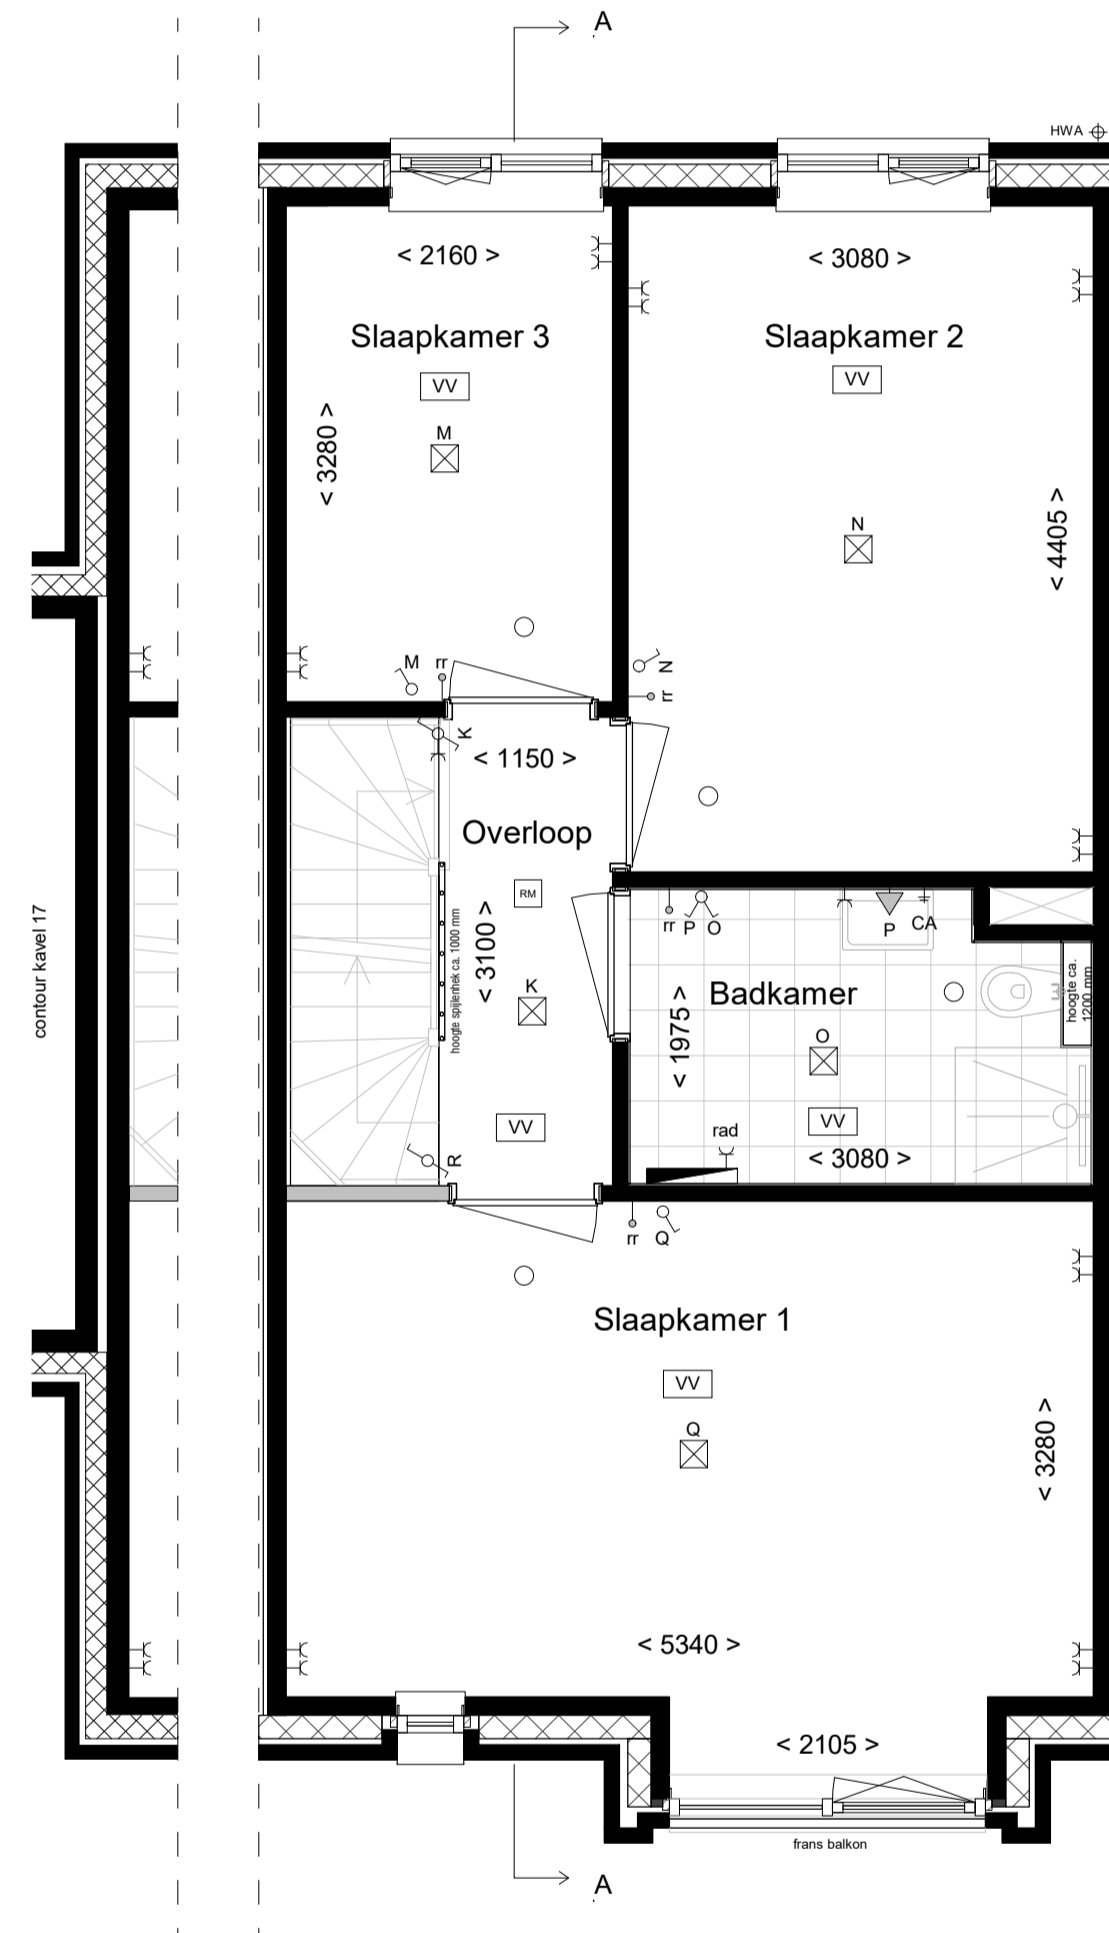 A
HWA
< 2160 >
< 3080 >
Slaapkamer 3
Slaapkamer 2
VV
VV
M
< 3280 >
N
< 4405 >
M
rr
N
rr
K
< 1150 >
Overloop
RM
hoogte spijlenhek ca. 1000 mm
< 3100 >
K
contour kavel 17
rr
P
O
P
CA
Badkamer
hoogte ca.
1200 mm
< 1975 >
O
VV
VV
rad
< 3080 >
R
rr
Q
Slaapkamer 1
VV
Q
< 3280 >
< 5340 >
< 2105 >
frans balkon
A